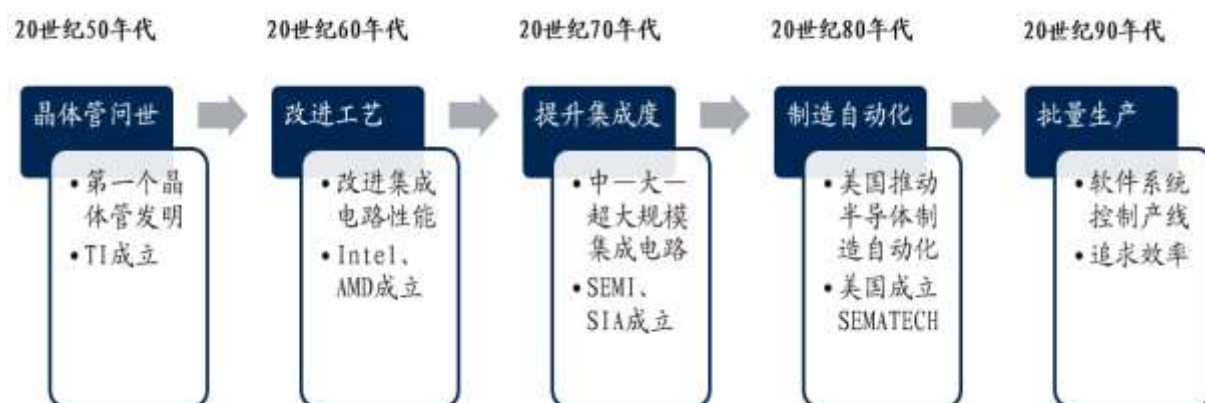 20世纪50年代
20世纪60年代
20世纪70年代
20世纪80年代
20世纪90年代
晶体管问世
改进工艺
提升集成度
制造自动化
批量生产
•第一个晶
体管发明
•TI成立
•改进集成
电路性能
•Intel、
AMD成立
•中—大—
超大规模
集成电路
•SEMI、
SIA成立
•美国推动
半导体制
造自动化
•美国成立
SEMATECH
•软件系统
控制产线
•追求效率